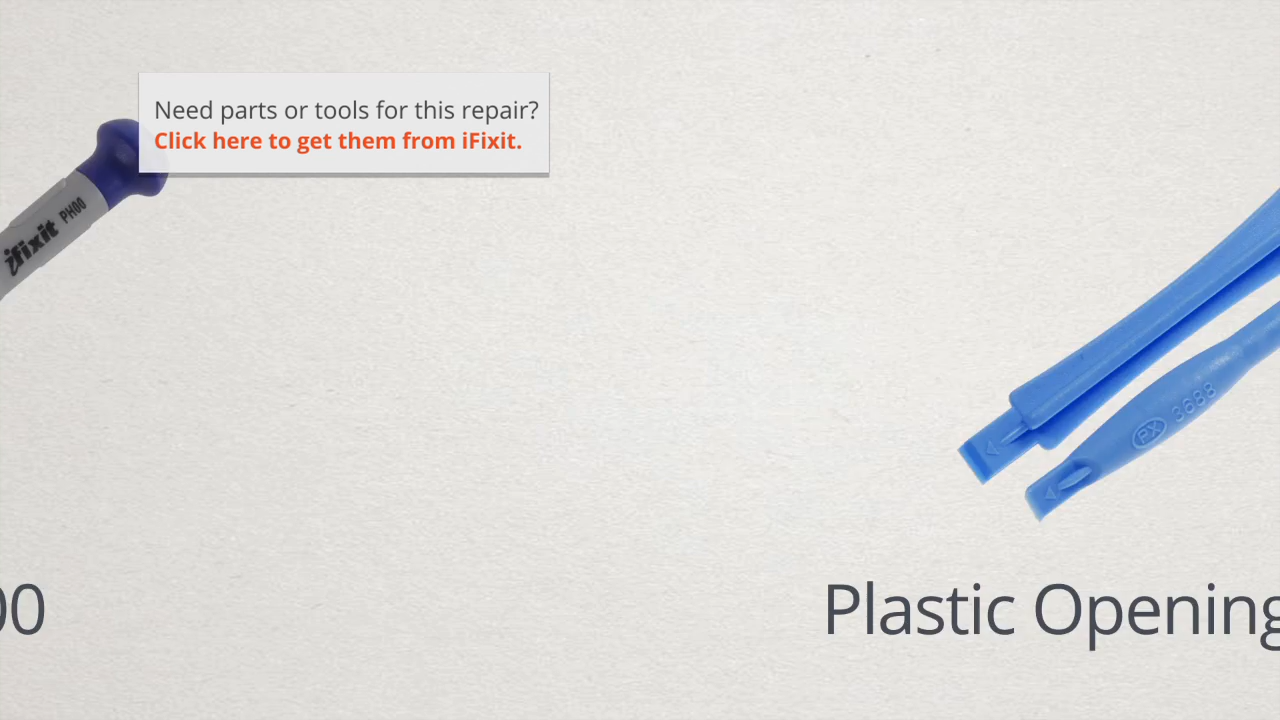 Need parts or tools for this repair?
Click here to get them from iFixit.
ifixit PH00
PX 3688
00
Plastic Opening